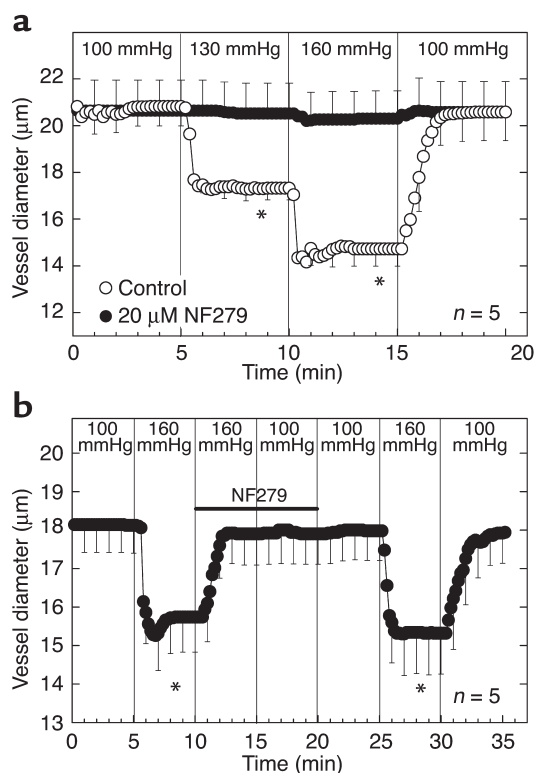 a
100 mmHg 130 mmHg 160 mmHg 100 mmHg
22
20
18
16
14
12
Vessel diameter (μm)
*
*
Control
20 μM NF279
n = 5
0 5 10 15 20
Time (min)
b
100 mmHg 160 mmHg 160 mmHg 100 mmHg 100 mmHg 160 mmHg 100 mmHg
20
19
18
17
16
15
14
13
Vessel diameter (μm)
NF279
*
*
n = 5
0 5 10 15 20 25 30 35
Time (min)